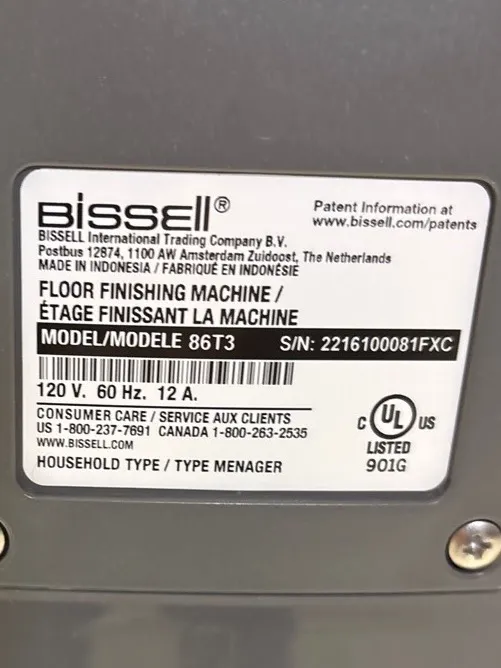 BISSELL®
Patent Information at
www.bissell.com/patents
BISSELL International Trading Company B.V.
Postbus 12874, 1100 AW Amsterdam Zuidoost, The Netherlands
MADE IN INDONESIA / FABRIQUÉ EN INDONÉSIE
FLOOR FINISHING MACHINE /
ÉTAGE FINISSANT LA MACHINE
MODEL/MODELE 86T3 S/N: 2216100081FXC
120 V. 60 Hz. 12 A.
CONSUMER CARE / SERVICE AUX CLIENTS
US 1-800-237-7691 CANADA 1-800-263-2535
WWW.BISSELL.COM
HOUSEHOLD TYPE / TYPE MENAGER
C UL US
LISTED
901G